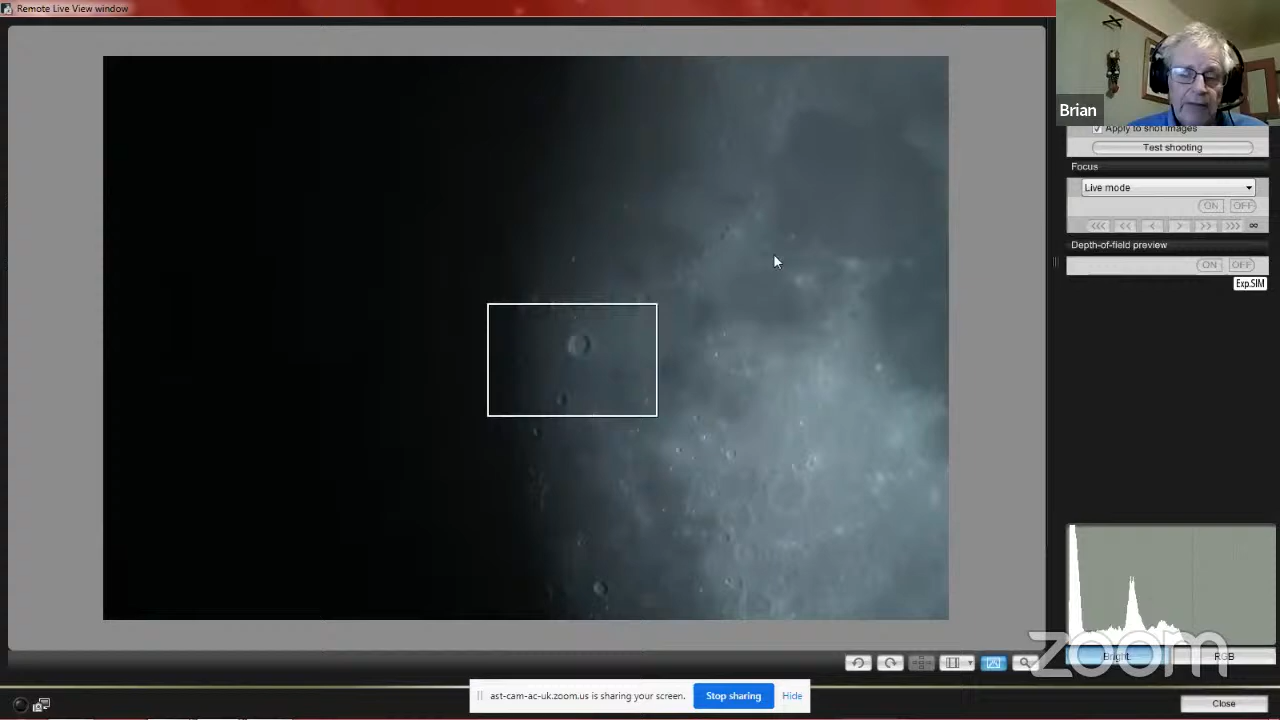 Remote Live View window
Brian
Apply to shot images
Test shooting
Focus
Live mode
ON OFF
<<< << < > >> >>> ∞
Depth-of-field preview
ON OFF
Exp.SIM
zoom
Bright RGB
ast-cam-ac-uk.zoom.us is sharing your screen. Stop sharing Hide
Close